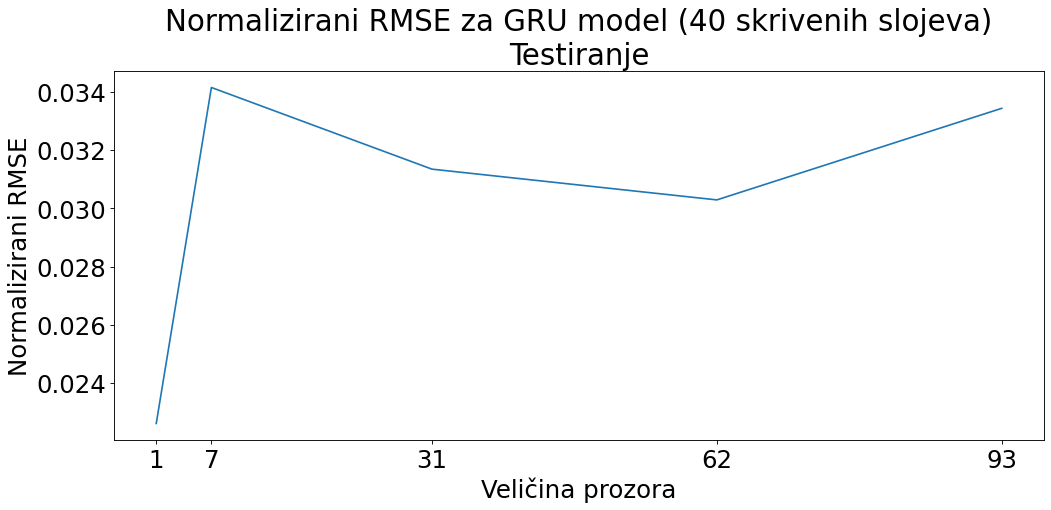 Normalizirani RMSE za GRU model (40 skrivenih slojeva)
Testiranje
Normalizirani RMSE
0.034
0.032
0.030
0.028
0.026
0.024
1 7 31 62 93
Veličina prozora